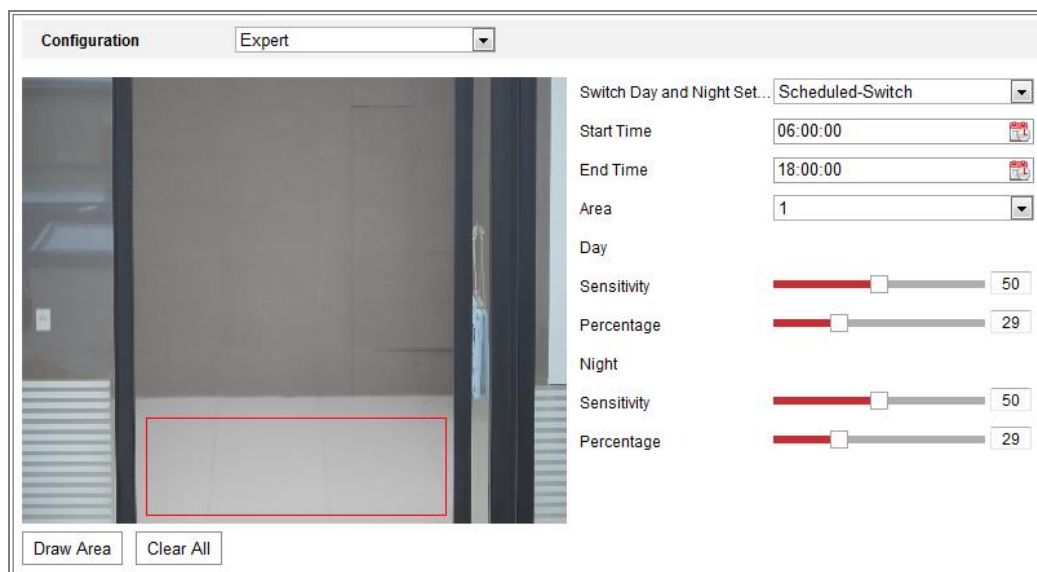 Configuration Expert
Switch Day and Night Set... Scheduled-Switch
Start Time 06:00:00
End Time 18:00:00
Area 1
Day
Sensitivity 50
Percentage 29
Night
Sensitivity 50
Percentage 29
Draw Area Clear All